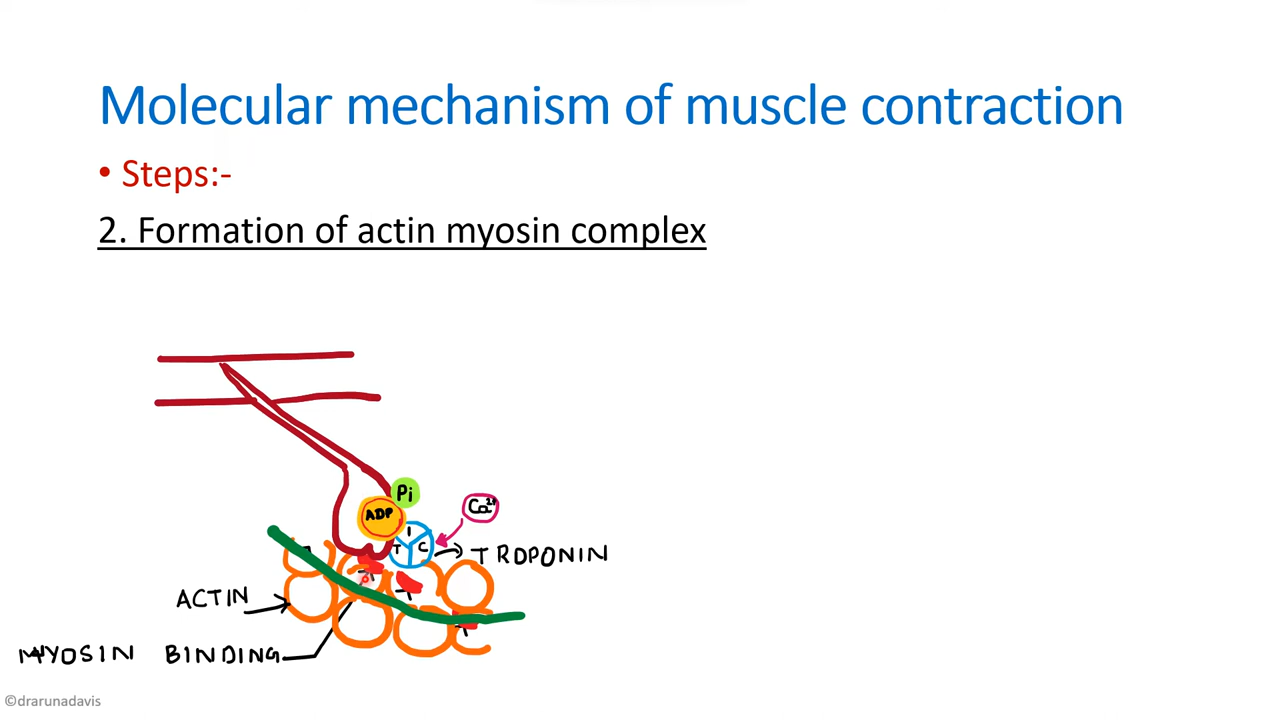 Molecular mechanism of muscle contraction
• Steps:-
2. Formation of actin myosin complex
Pi
ADP
Ca²⁺
I
T C
TROPONIN
ACTIN
MYOSIN BINDING
©drarunadavis